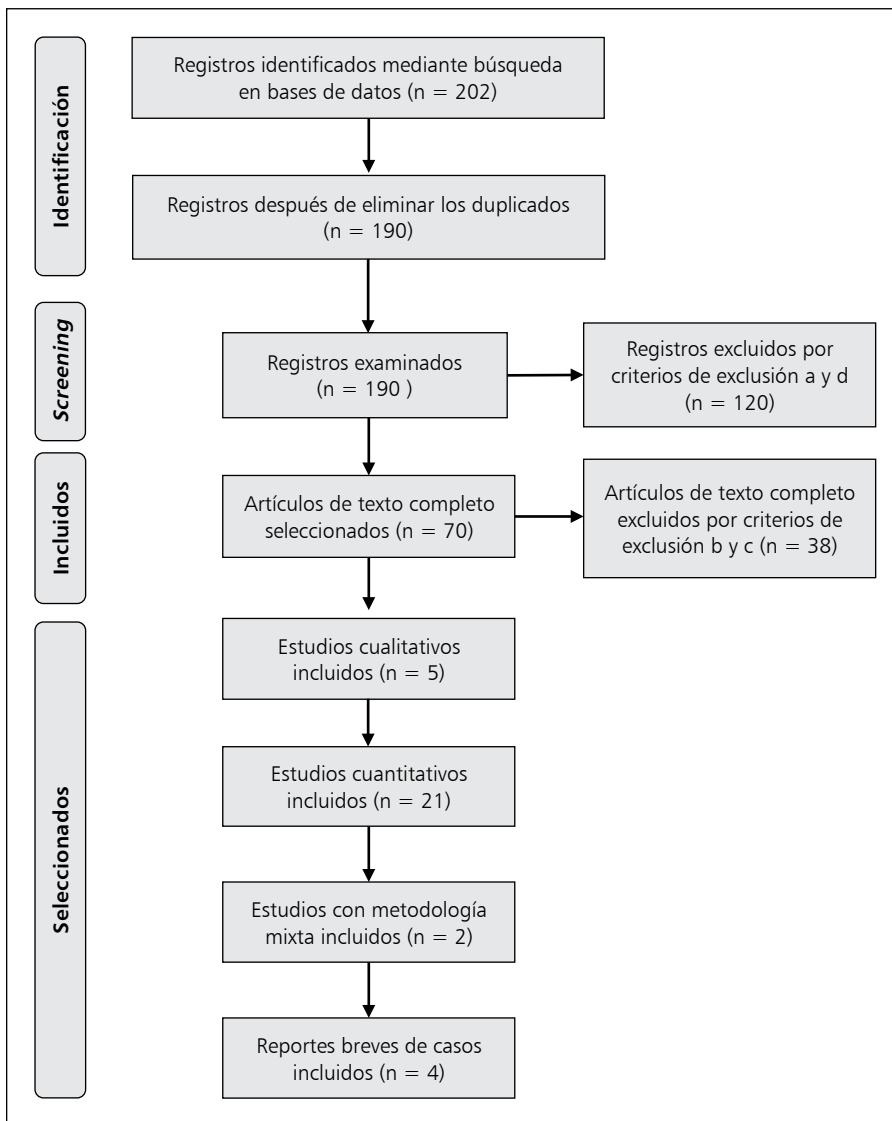 Identificación
Registros identificados mediante búsqueda
en bases de datos (n = 202)
Registros después de eliminar los duplicados
(n = 190)
Screening
Registros examinados
(n = 190 )
Registros excluidos por
criterios de exclusión a y d
(n = 120)
Incluidos
Artículos de texto completo
seleccionados (n = 70)
Artículos de texto completo
excluidos por criterios de
exclusión b y c (n = 38)
Seleccionados
Estudios cualitativos
incluidos (n = 5)
Estudios cuantitativos
incluidos (n = 21)
Estudios con metodología
mixta incluidos (n = 2)
Reportes breves de casos
incluidos (n = 4)